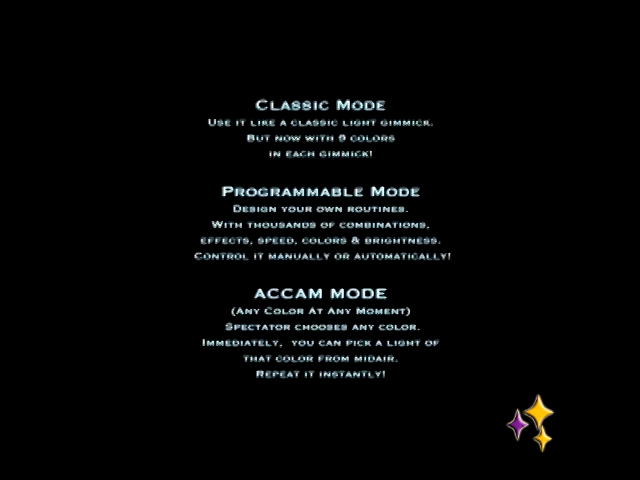 Classic Mode
Use it like a classic light gimmick.
But now with 9 colors
in each gimmick!
Programmable Mode
Design your own routines.
With thousands of combinations,
effects, speed, colors & brightness.
Control it manually or automatically!
ACCAM MODE
(Any Color At Any Moment)
Spectator chooses any color.
Immediately, you can pick a light of
that color from midair.
Repeat it instantly!